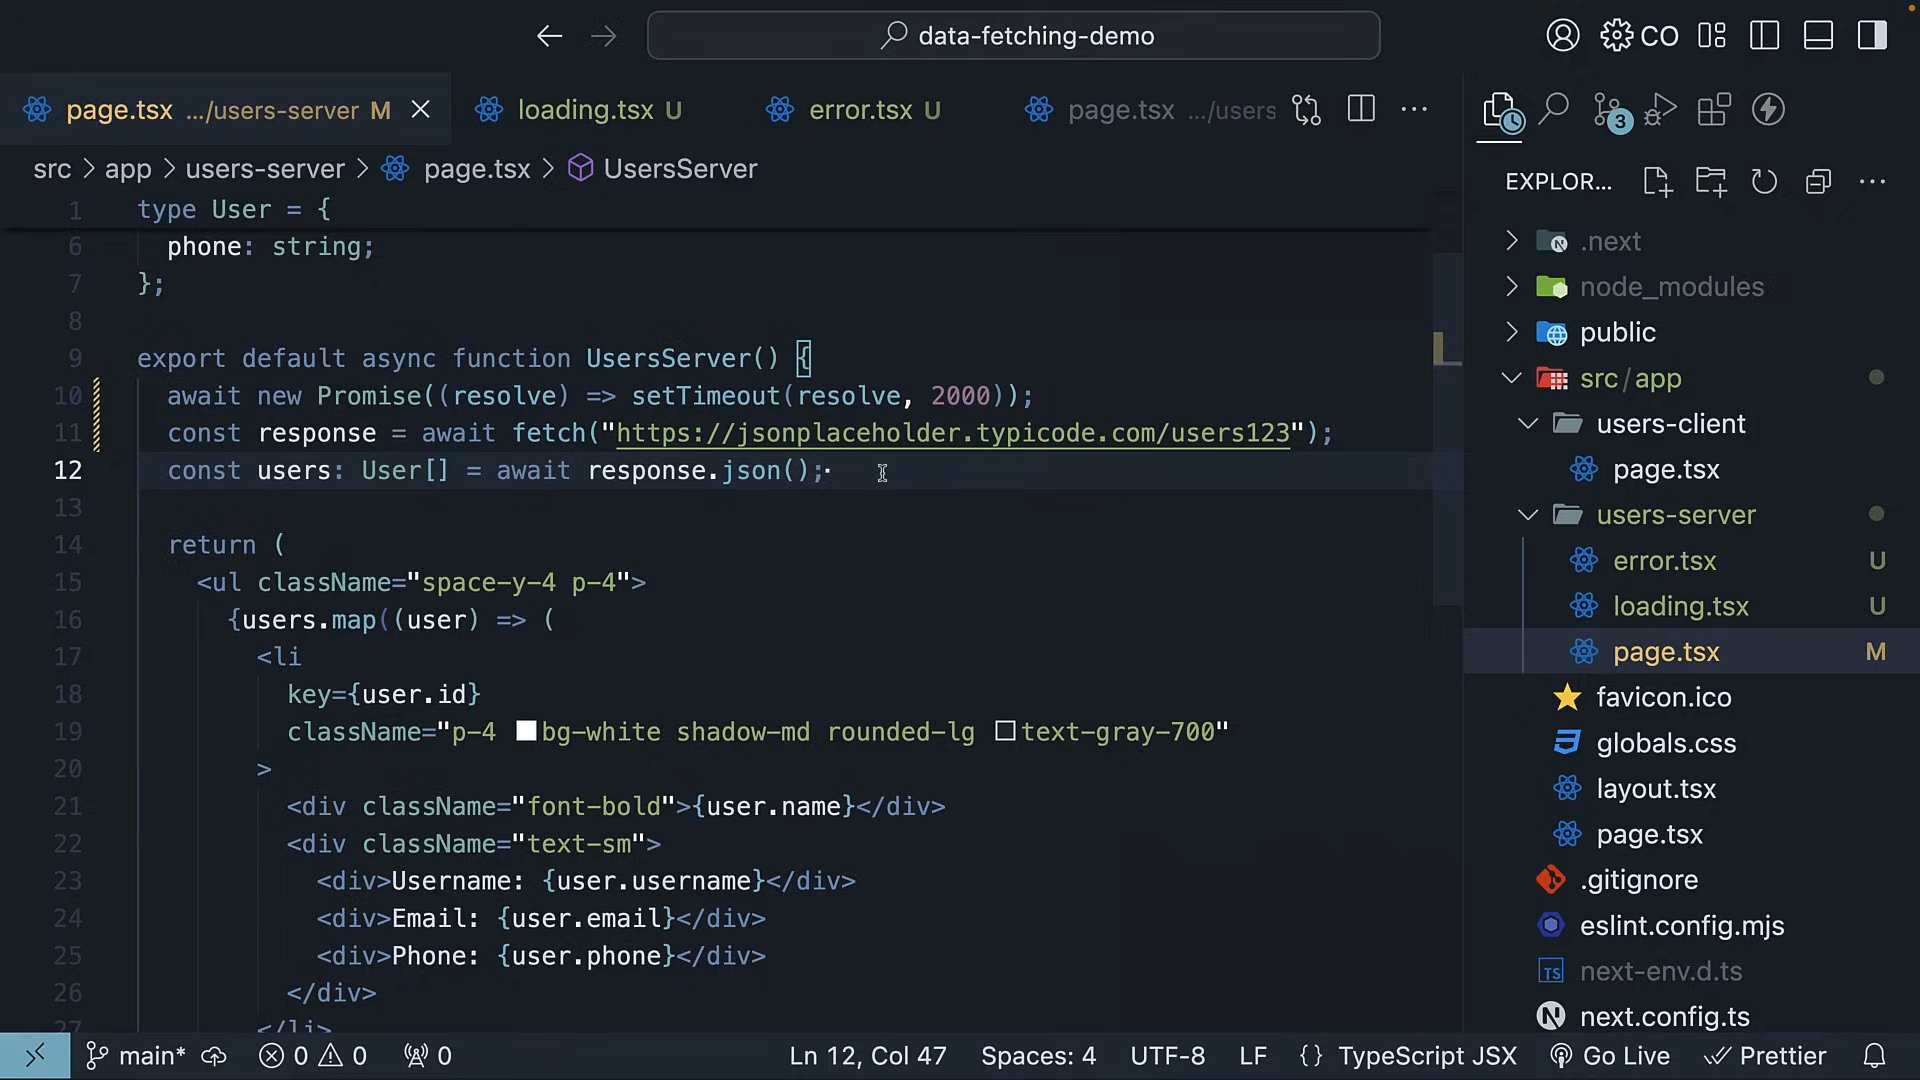 data-fetching-demo
CO
page.tsx .../users-server M
loading.tsx U
error.tsx U
page.tsx .../users
src > app > users-server > page.tsx > UsersServer
1 type User = {
6 phone: string;
7 };
8
9 export default async function UsersServer() {
10 await new Promise((resolve) => setTimeout(resolve, 2000));
11 const response = await fetch("https://jsonplaceholder.typicode.com/users123");
12 const users: User[] = await response.json();
13
14 return (
15 <ul className="space-y-4 p-4">
16 {users.map((user) => (
17 <li
18 key={user.id}
19 className="p-4 bg-white shadow-md rounded-lg text-gray-700"
20 >
21 <div className="font-bold">{user.name}</div>
22 <div className="text-sm">
23 <div>Username: {user.username}</div>
24 <div>Email: {user.email}</div>
25 <div>Phone: {user.phone}</div>
26 </div>
27 </li>
3
EXPLOR...
.next
node_modules
public
src/app
users-client
page.tsx
users-server
error.tsx U
loading.tsx U
page.tsx M
favicon.ico
globals.css
layout.tsx
page.tsx
.gitignore
eslint.config.mjs
TS next-env.d.ts
next.config.ts
main* 0 0 0 Ln 12, Col 47 Spaces: 4 UTF-8 LF {} TypeScript JSX Go Live Prettier